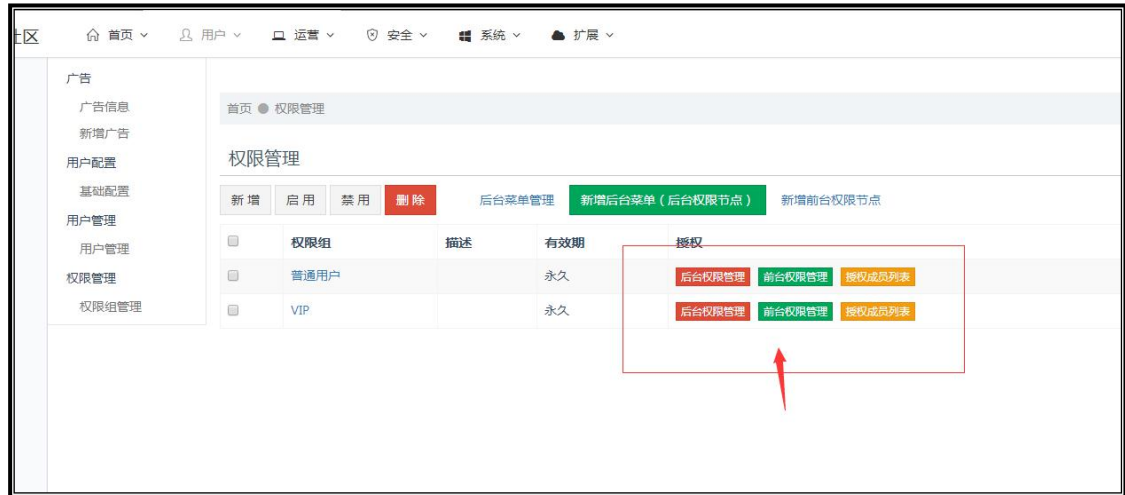 社区 首页 用户 运营 安全 系统 扩展
广告
广告信息
新增广告
用户配置
基础配置
用户管理
用户管理
权限管理
权限组管理
首页 权限管理
权限管理
新增 启用 禁用 删除 后台菜单管理 新增后台菜单（后台权限节点） 新增前台权限节点
权限组 描述 有效期 授权
普通用户 永久 后台权限管理 前台权限管理 授权成员列表
VIP 永久 后台权限管理 前台权限管理 授权成员列表